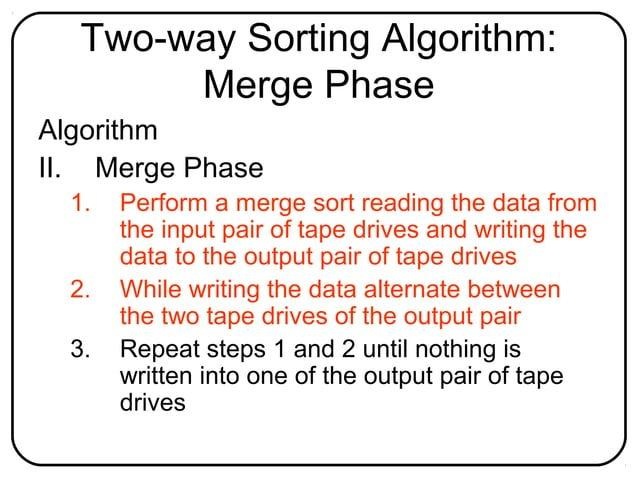 Two-way Sorting Algorithm:
Merge Phase
Algorithm
II. Merge Phase
1. Perform a merge sort reading the data from
the input pair of tape drives and writing the
data to the output pair of tape drives
2. While writing the data alternate between
the two tape drives of the output pair
3. Repeat steps 1 and 2 until nothing is
written into one of the output pair of tape
drives